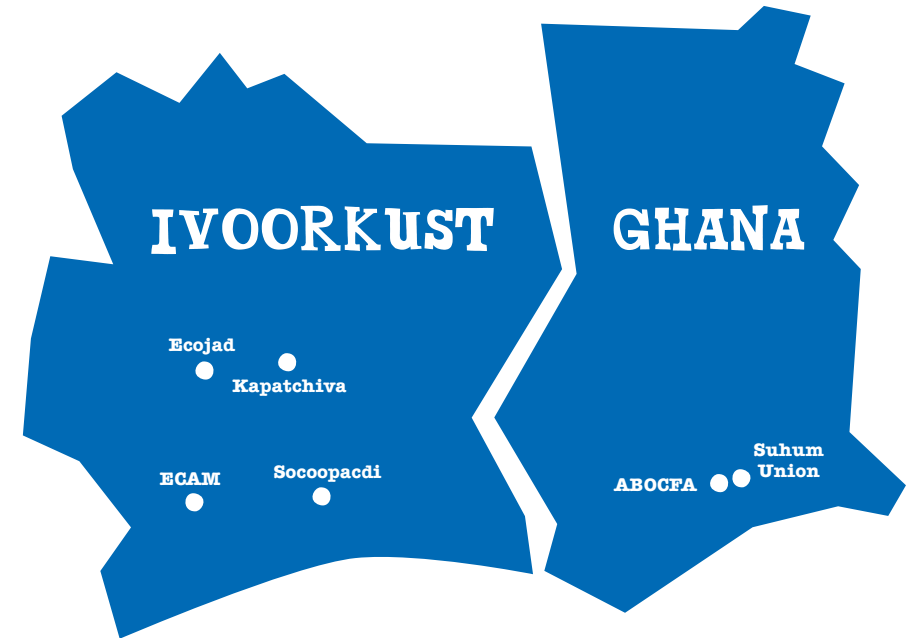 IVOORKUST
GHANA
Ecojad
Kapatchiva
ECAM
Socoopacdi
ABOCFA
Suhum
Union